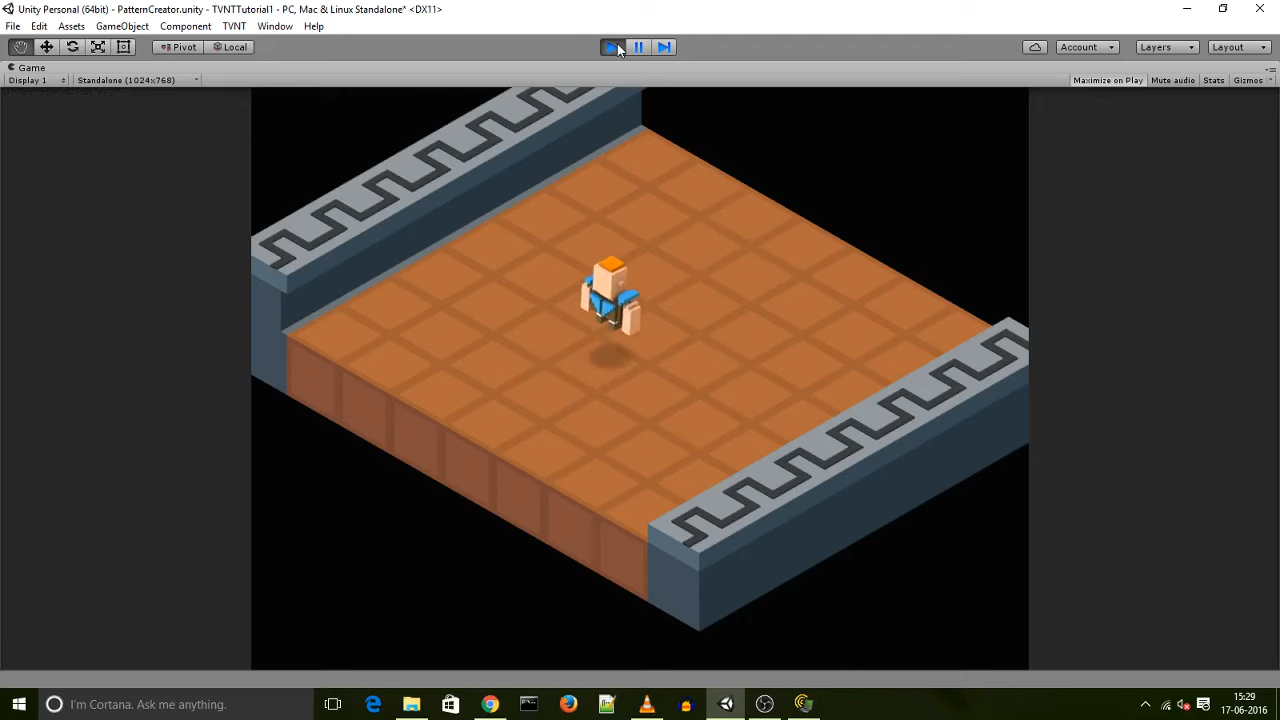 Unity Personal (64bit) - PatternCreator.unity - TVNTTutorial1 - PC, Mac & Linux Standalone* <DX11>
File Edit Assets GameObject Component TVNT Window Help
Pivot Local Account Layers Layout
Game
Display 1 Standalone (1024x768) Maximize on Play Mute audio Stats Gizmos
I'm Cortana. Ask me anything.
15:29
17-06-2016